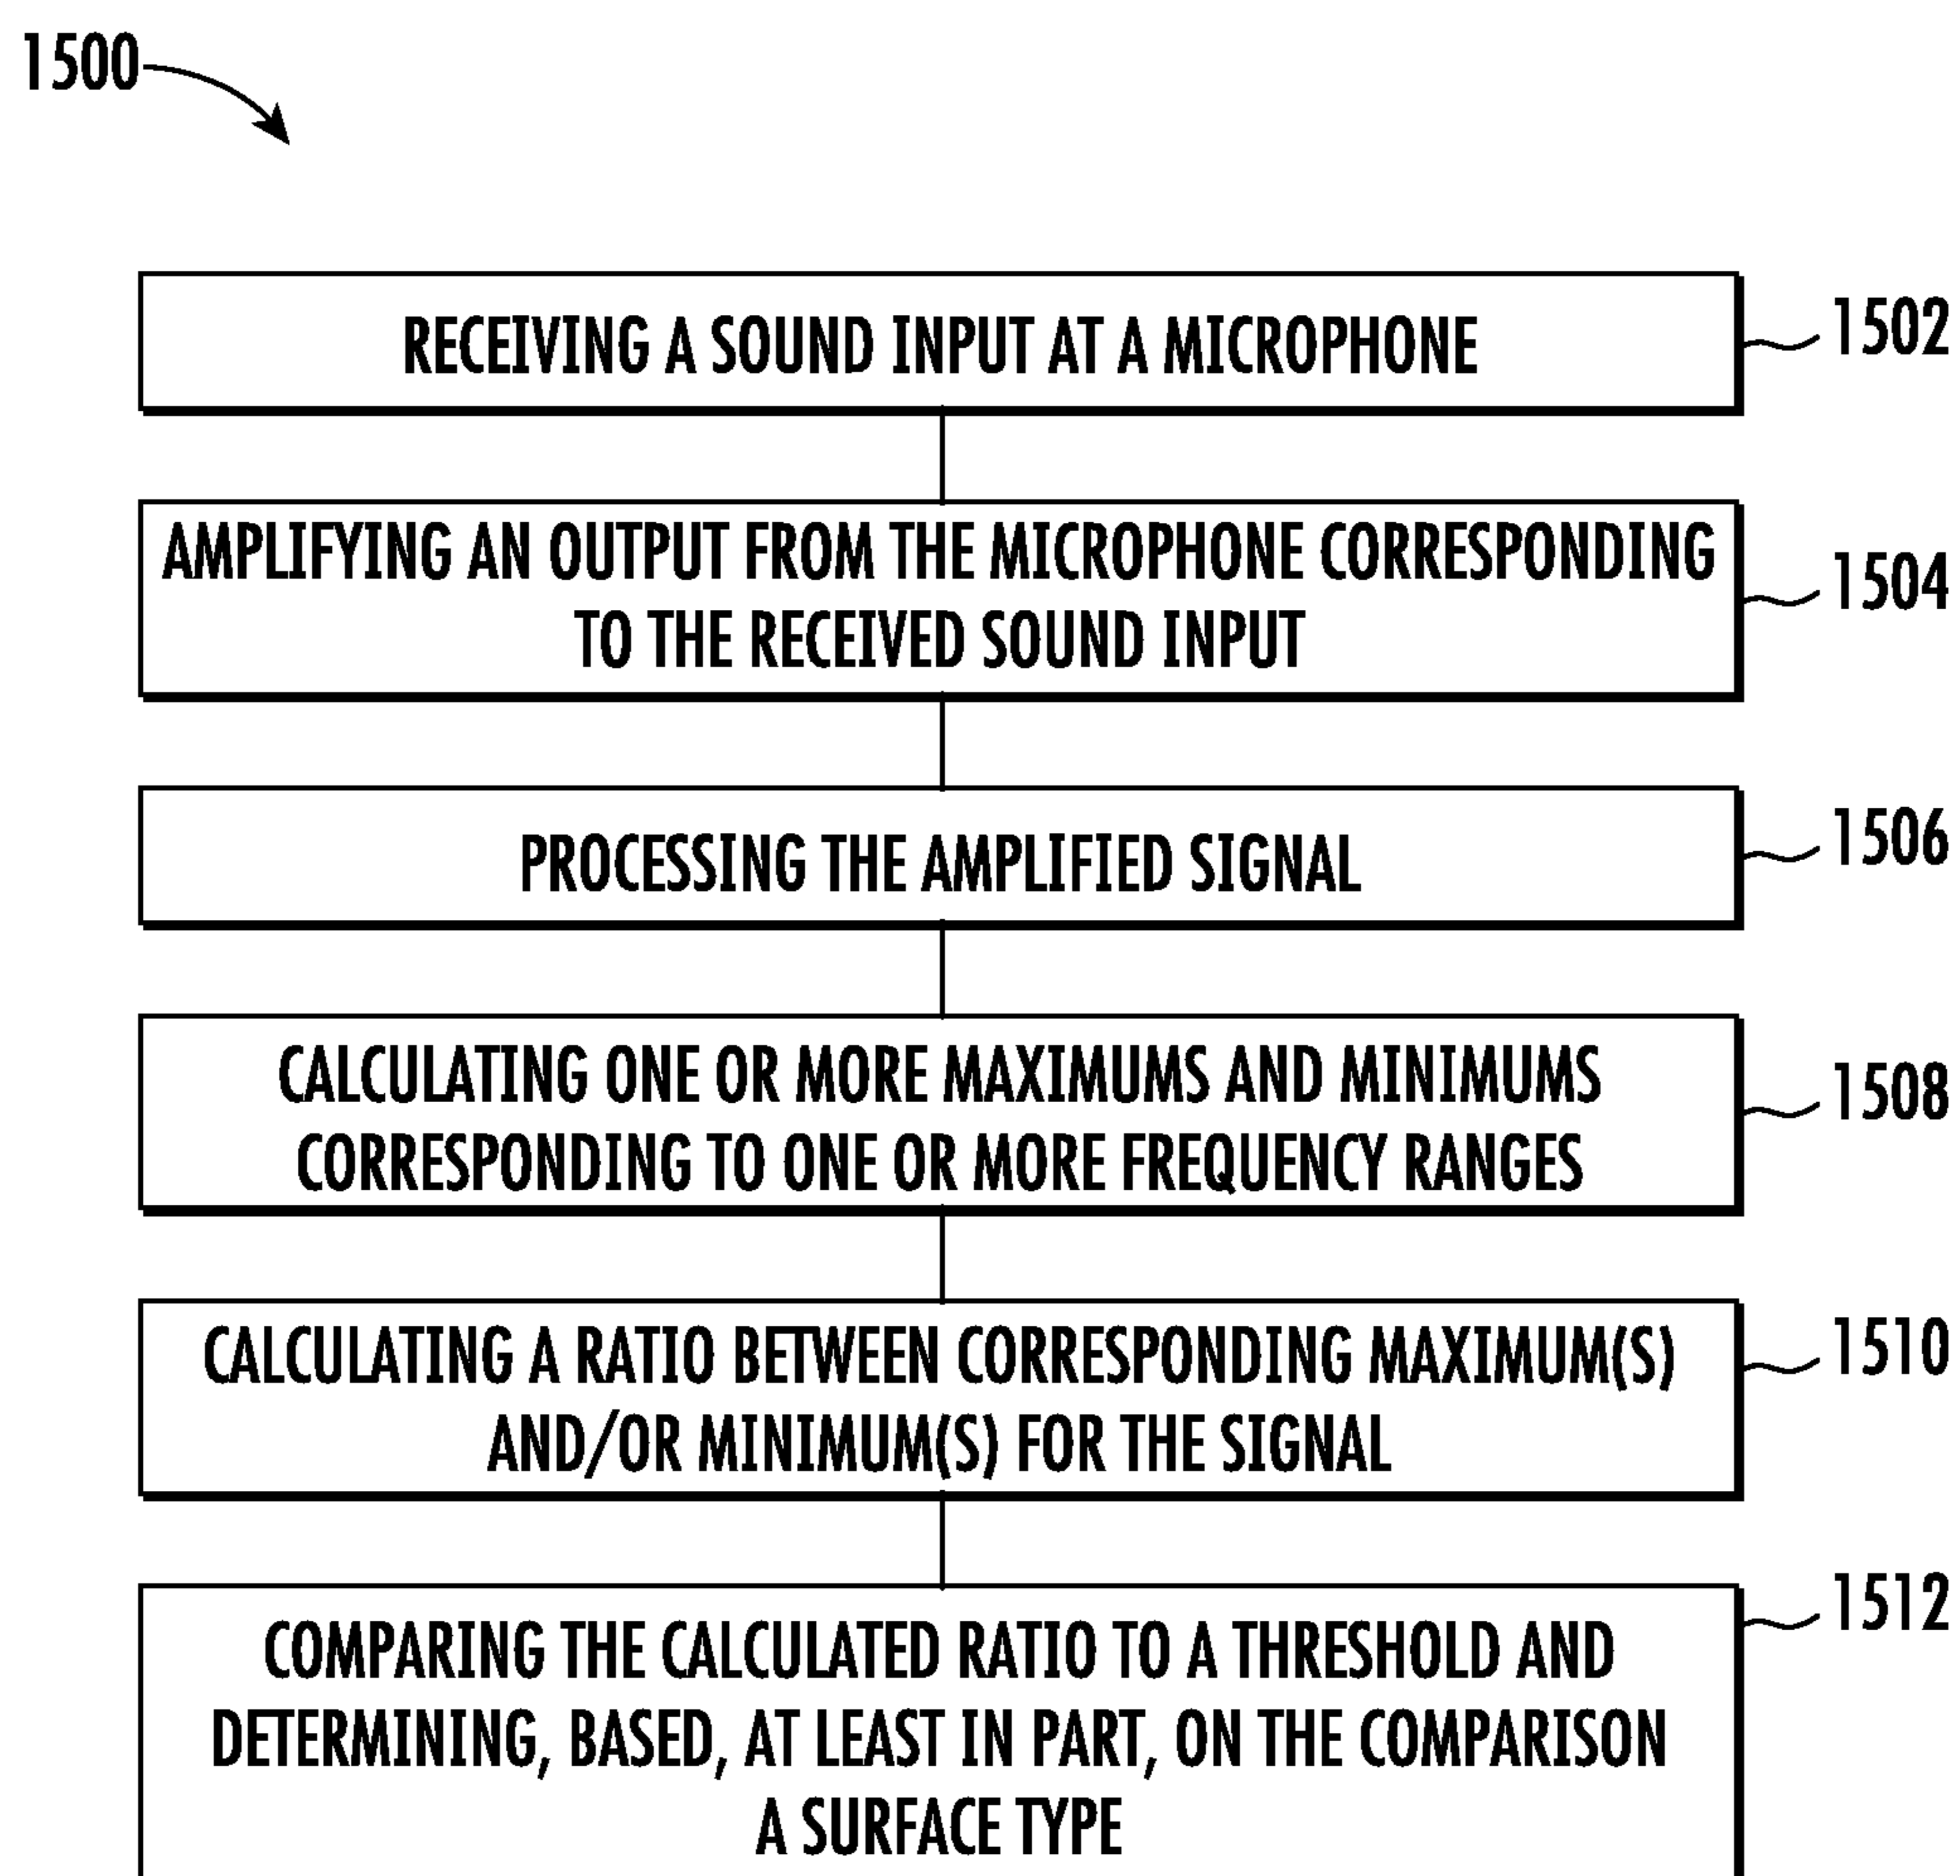 1500
RECEIVING A SOUND INPUT AT A MICROPHONE
1502
AMPLIFYING AN OUTPUT FROM THE MICROPHONE CORRESPONDING
TO THE RECEIVED SOUND INPUT
1504
PROCESSING THE AMPLIFIED SIGNAL
1506
CALCULATING ONE OR MORE MAXIMUMS AND MINIMUMS
CORRESPONDING TO ONE OR MORE FREQUENCY RANGES
1508
CALCULATING A RATIO BETWEEN CORRESPONDING MAXIMUM(S)
AND/OR MINIMUM(S) FOR THE SIGNAL
1510
COMPARING THE CALCULATED RATIO TO A THRESHOLD AND
DETERMINING, BASED, AT LEAST IN PART, ON THE COMPARISON
A SURFACE TYPE
1512